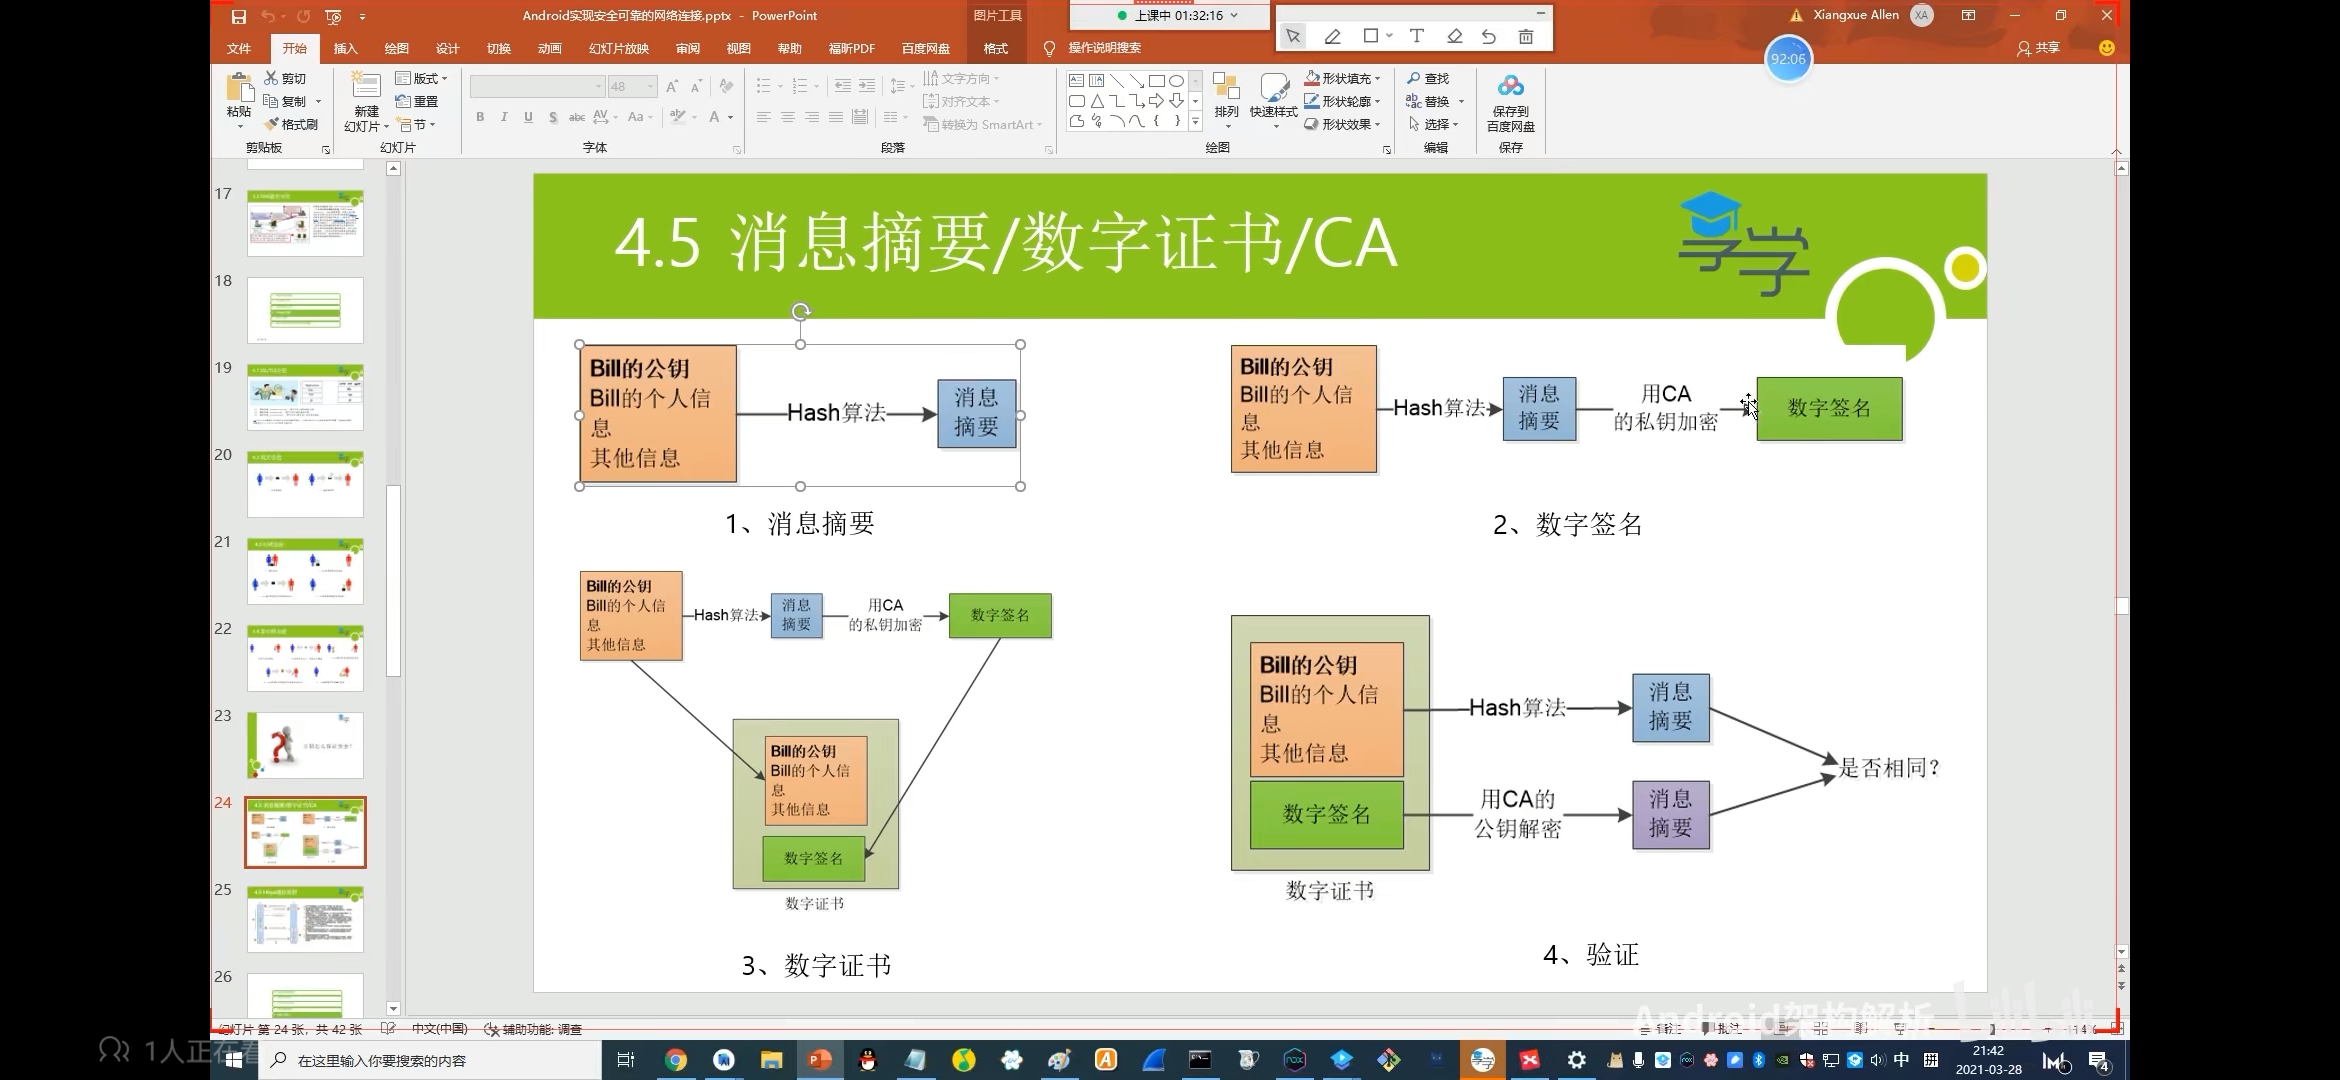 Android实现安全可靠的网络连接.pptx - PowerPoint
图片工具
上课中 01:32:16
Xiangxue Allen
XA
文件 开始 插入 绘图 设计 切换 动画 幻灯片放映 审阅 视图 帮助 福昕PDF 百度网盘 格式 操作说明搜索
共享
92:06
粘贴
剪切
复制
格式刷
剪贴板
新建
幻灯片
版式
重置
节
幻灯片
48
B I U S abc AV Aa A
字体
文字方向
对齐文本
转换为 SmartArt
段落
排列
快速样式
形状填充
形状轮廓
形状效果
绘图
查找
替换
选择
编辑
保存到
百度网盘
保存
17
18
19
20
21
22
23
24
25
26
4.5 消息摘要/数字证书/CA
享学
Bill的公钥
Bill的个人信
息
其他信息
Hash算法
消息
摘要
1、消息摘要
Bill的公钥
Bill的个人信
息
其他信息
Hash算法
消息
摘要
用CA
的私钥加密
数字签名
2、数字签名
Bill的公钥
Bill的个人信
息
其他信息
Hash算法
消息
摘要
用CA
的私钥加密
数字签名
Bill的公钥
Bill的个人信
息
其他信息
数字签名
数字证书
3、数字证书
Bill的公钥
Bill的个人信
息
其他信息
数字签名
数字证书
Hash算法
消息
摘要
用CA的
公钥解密
消息
摘要
是否相同?
4、验证
幻灯片 第 24 张，共 42 张
中文(中国)
辅助功能: 调查
批注
Android架构解析
1人正在看
在这里输入你要搜索的内容
中
拼
21:42
2021-03-28
4